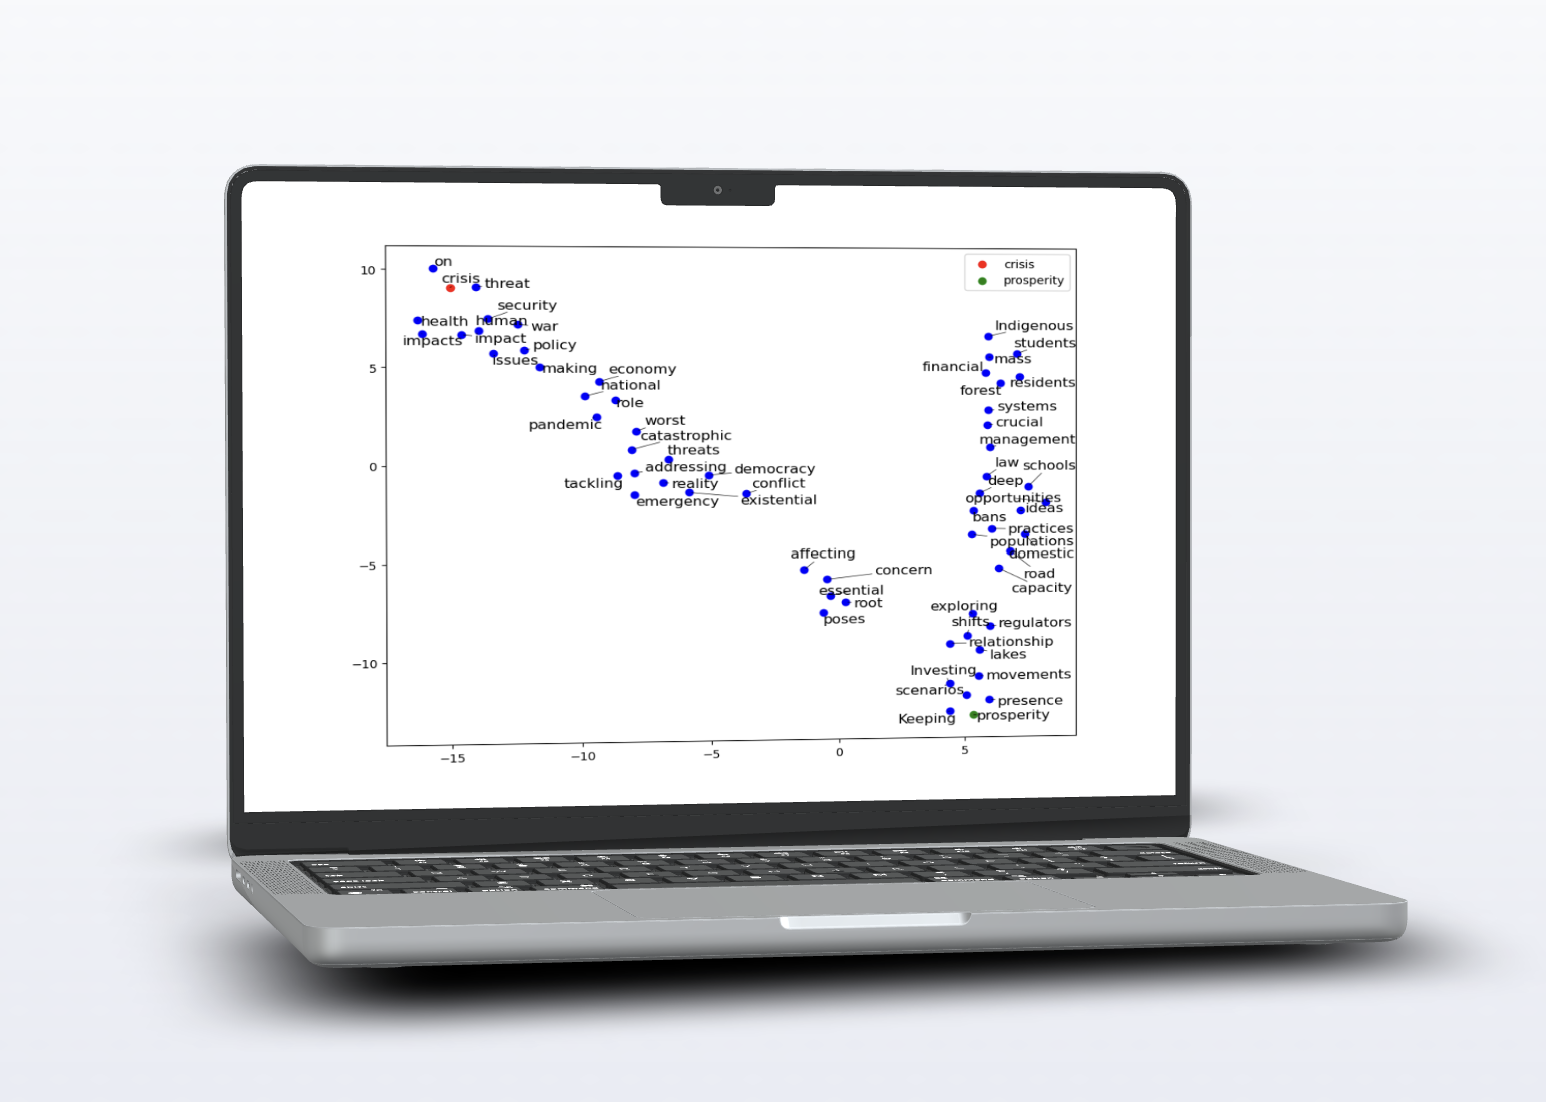 on
crisis
threat
security
health
human
war
impacts
impact
policy
issues
making
economy
national
role
pandemic
worst
catastrophic
threats
addressing
democracy
tackling
reality
conflict
emergency
existential
affecting
concern
essential
root
poses
crisis
prosperity
Indigenous
students
mass
financial
residents
forest
systems
crucial
management
law
schools
deep
opportunities
ideas
bans
practices
populations
domestic
road
capacity
exploring
shifts
regulators
relationship
lakes
Investing
movements
scenarios
presence
Keeping
prosperity
10
5
0
−5
−10
−15
−10
−5
0
5